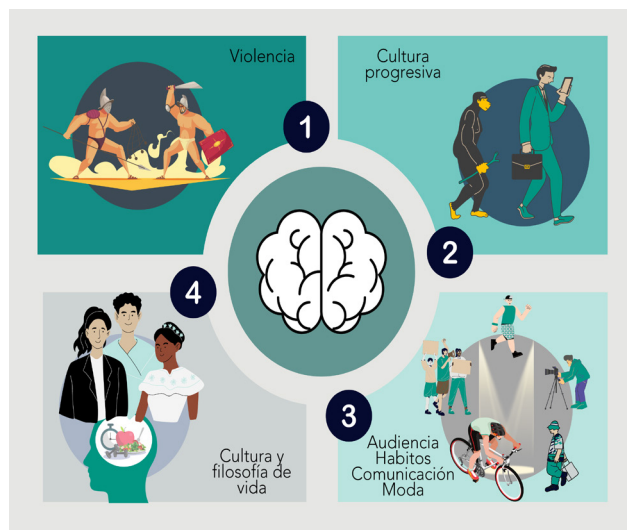 1
Violencia
Cultura
progresiva
2
3
Audiencia
Habitos
Comunicación
Moda
4
Cultura y
filosofía de
vida